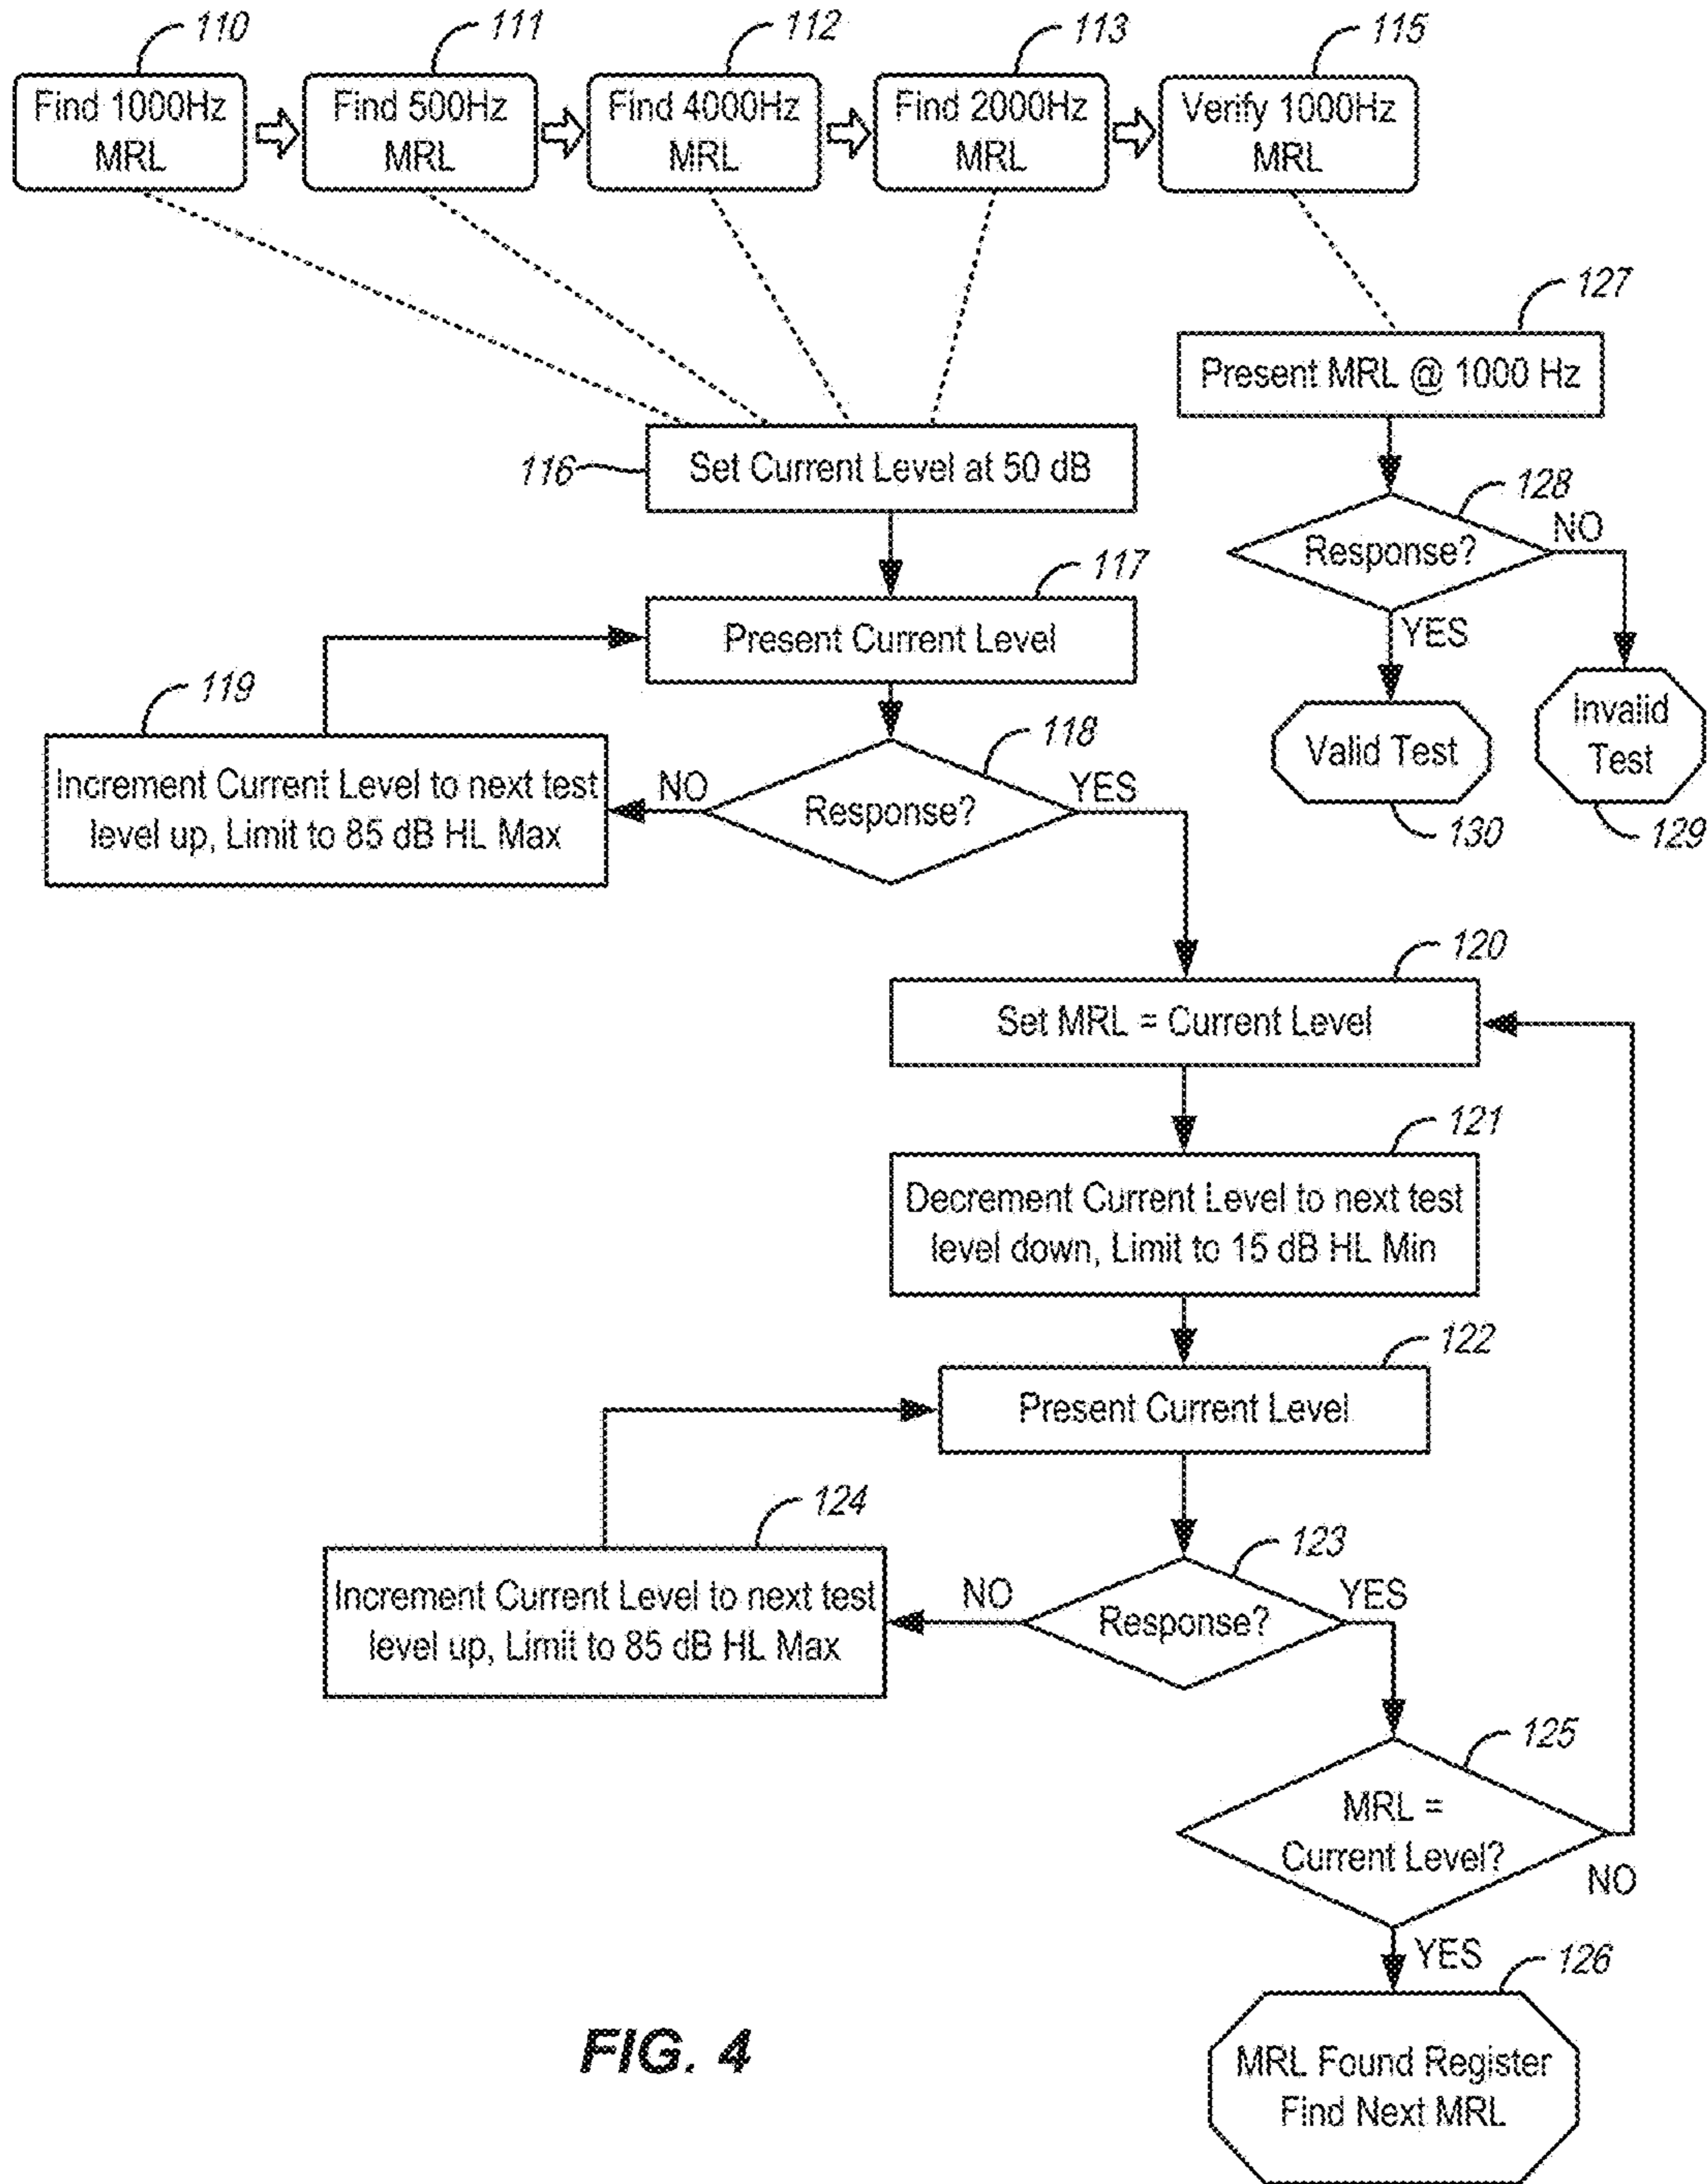 110
111
112
113
115
Find 1000Hz
MRL
Find 500Hz
MRL
Find 4000Hz
MRL
Find 2000Hz
MRL
Verify 1000Hz
MRL
127
Present MRL @ 1000 Hz
116
Set Current Level at 50 dB
128
Response?
NO
YES
117
Present Current Level
119
Increment Current Level to next test
level up, Limit to 85 dB HL Max
118
Response?
NO
YES
Valid Test
130
Invalid
Test
129
120
Set MRL = Current Level
121
Decrement Current Level to next test
level down, Limit to 15 dB HL Min
122
Present Current Level
124
Increment Current Level to next test
level up, Limit to 85 dB HL Max
123
Response?
NO
YES
125
MRL =
Current Level?
NO
YES
126
MRL Found Register
Find Next MRL
FIG. 4